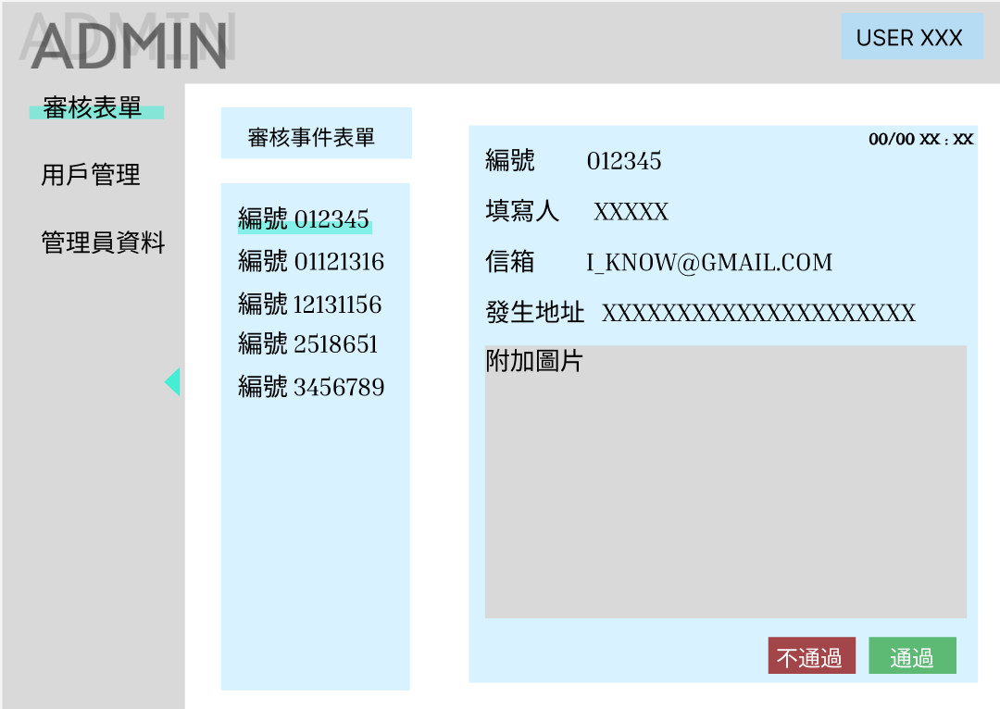 ADMIN
USER XXX
審核表單
用戶管理
管理員資料
審核事件表單
編號 012345
編號 01121316
編號 12131156
編號 2518651
編號 3456789
00/00 XX : XX
編號 012345
填寫人 XXXXX
信箱 I_KNOW@GMAIL.COM
發生地址 XXXXXXXXXXXXXXXXXXXXX
附加圖片
不通過 通過